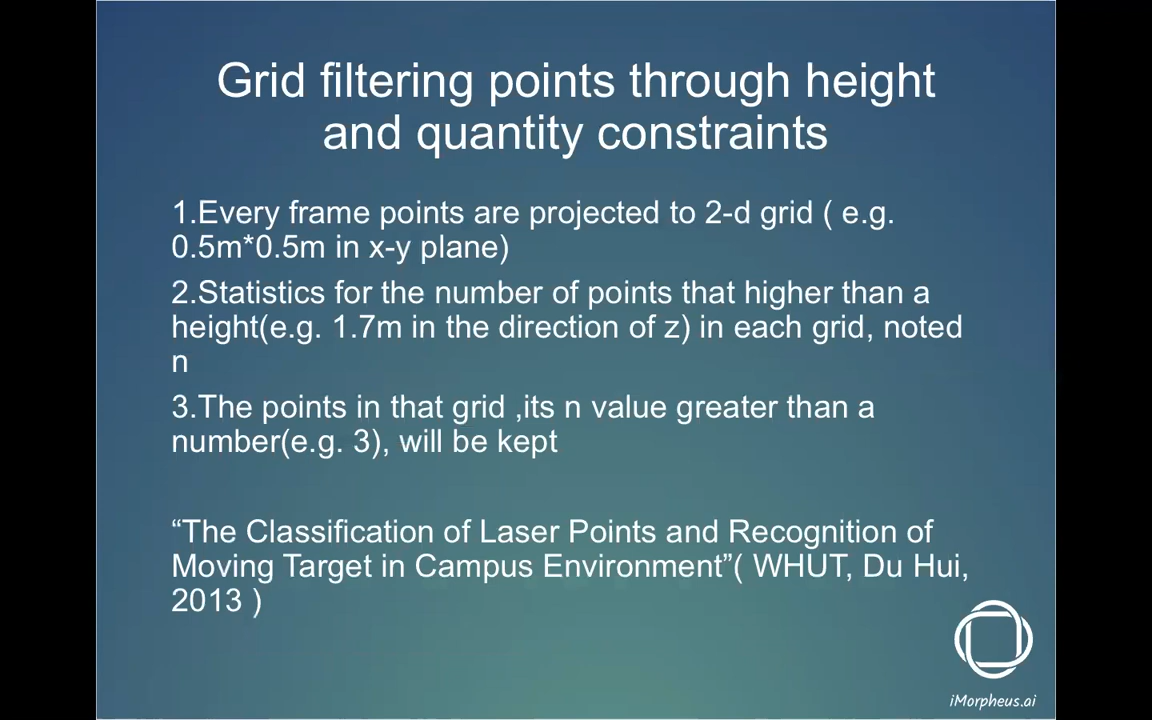 Grid filtering points through height
and quantity constraints
1.Every frame points are projected to 2-d grid ( e.g.
0.5m*0.5m in x-y plane)
2.Statistics for the number of points that higher than a
height(e.g. 1.7m in the direction of z) in each grid, noted
n
3.The points in that grid ,its n value greater than a
number(e.g. 3), will be kept
“The Classification of Laser Points and Recognition of
Moving Target in Campus Environment”( WHUT, Du Hui,
2013 )
iMorpheus.ai